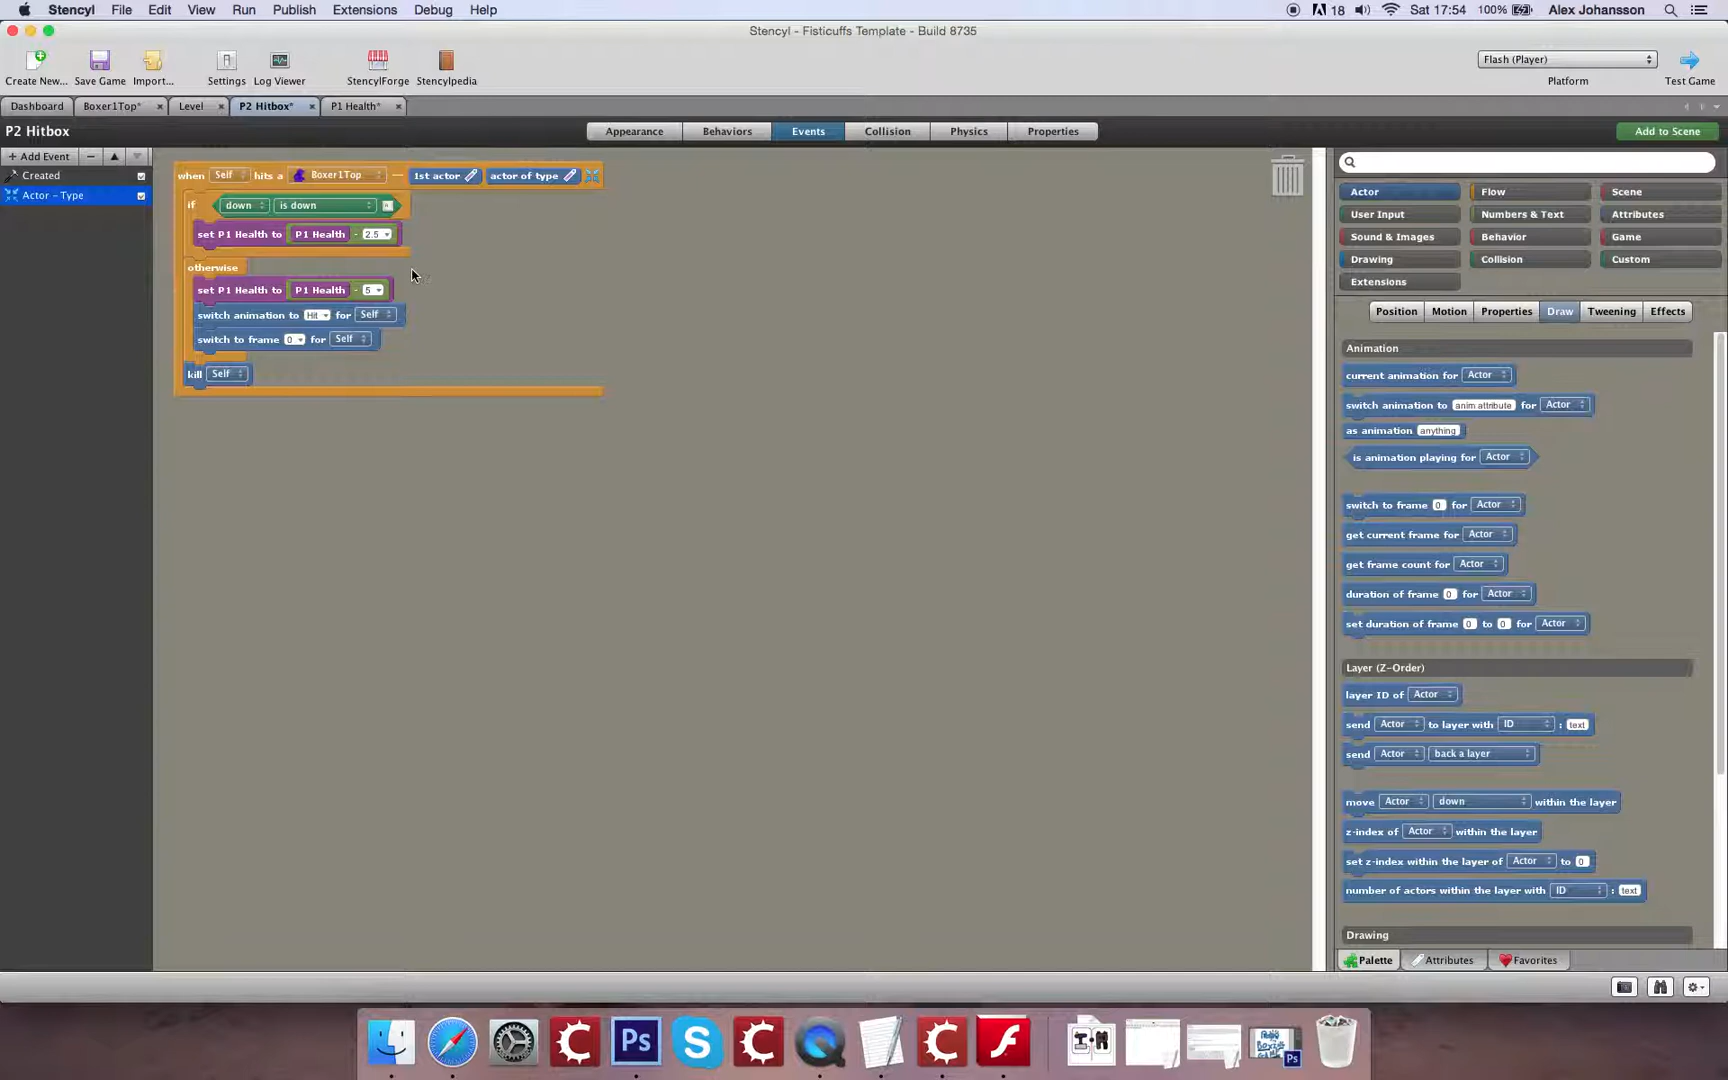 Stencyl File Edit View Run Publish Extensions Debug Help 18 Sat 17:54 100% Alex Johansson
Stencyl - Fisticuffs Template - Build 8735
Create New... Save Game Import... Settings Log Viewer StencylForge Stencylpedia Flash (Player) Platform Test Game
Dashboard Boxer1Top* Level P2 Hitbox* P1 Health*
P2 Hitbox Appearance Behaviors Events Collision Physics Properties Add to Scene
+ Add Event
Created
Actor - Type
when Self hits a Boxer1Top — 1st actor actor of type
if down is down
set P1 Health to P1 Health - 2.5
otherwise
set P1 Health to P1 Health - 5
switch animation to Hit for Self
switch to frame 0 for Self
kill Self
Actor Flow Scene
User Input Numbers & Text Attributes
Sound & Images Behavior Game
Drawing Collision Custom
Extensions
Position Motion Properties Draw Tweening Effects
Animation
current animation for Actor
switch animation to anim attribute for Actor
as animation anything
is animation playing for Actor
switch to frame 0 for Actor
get current frame for Actor
get frame count for Actor
duration of frame 0 for Actor
set duration of frame 0 to 0 for Actor
Layer (Z-Order)
layer ID of Actor
send Actor to layer with ID : text
send Actor back a layer
move Actor down within the layer
z-index of Actor within the layer
set z-index within the layer of Actor to 0
number of actors within the layer with ID : text
Drawing
Palette Attributes Favorites
Ps
Ps